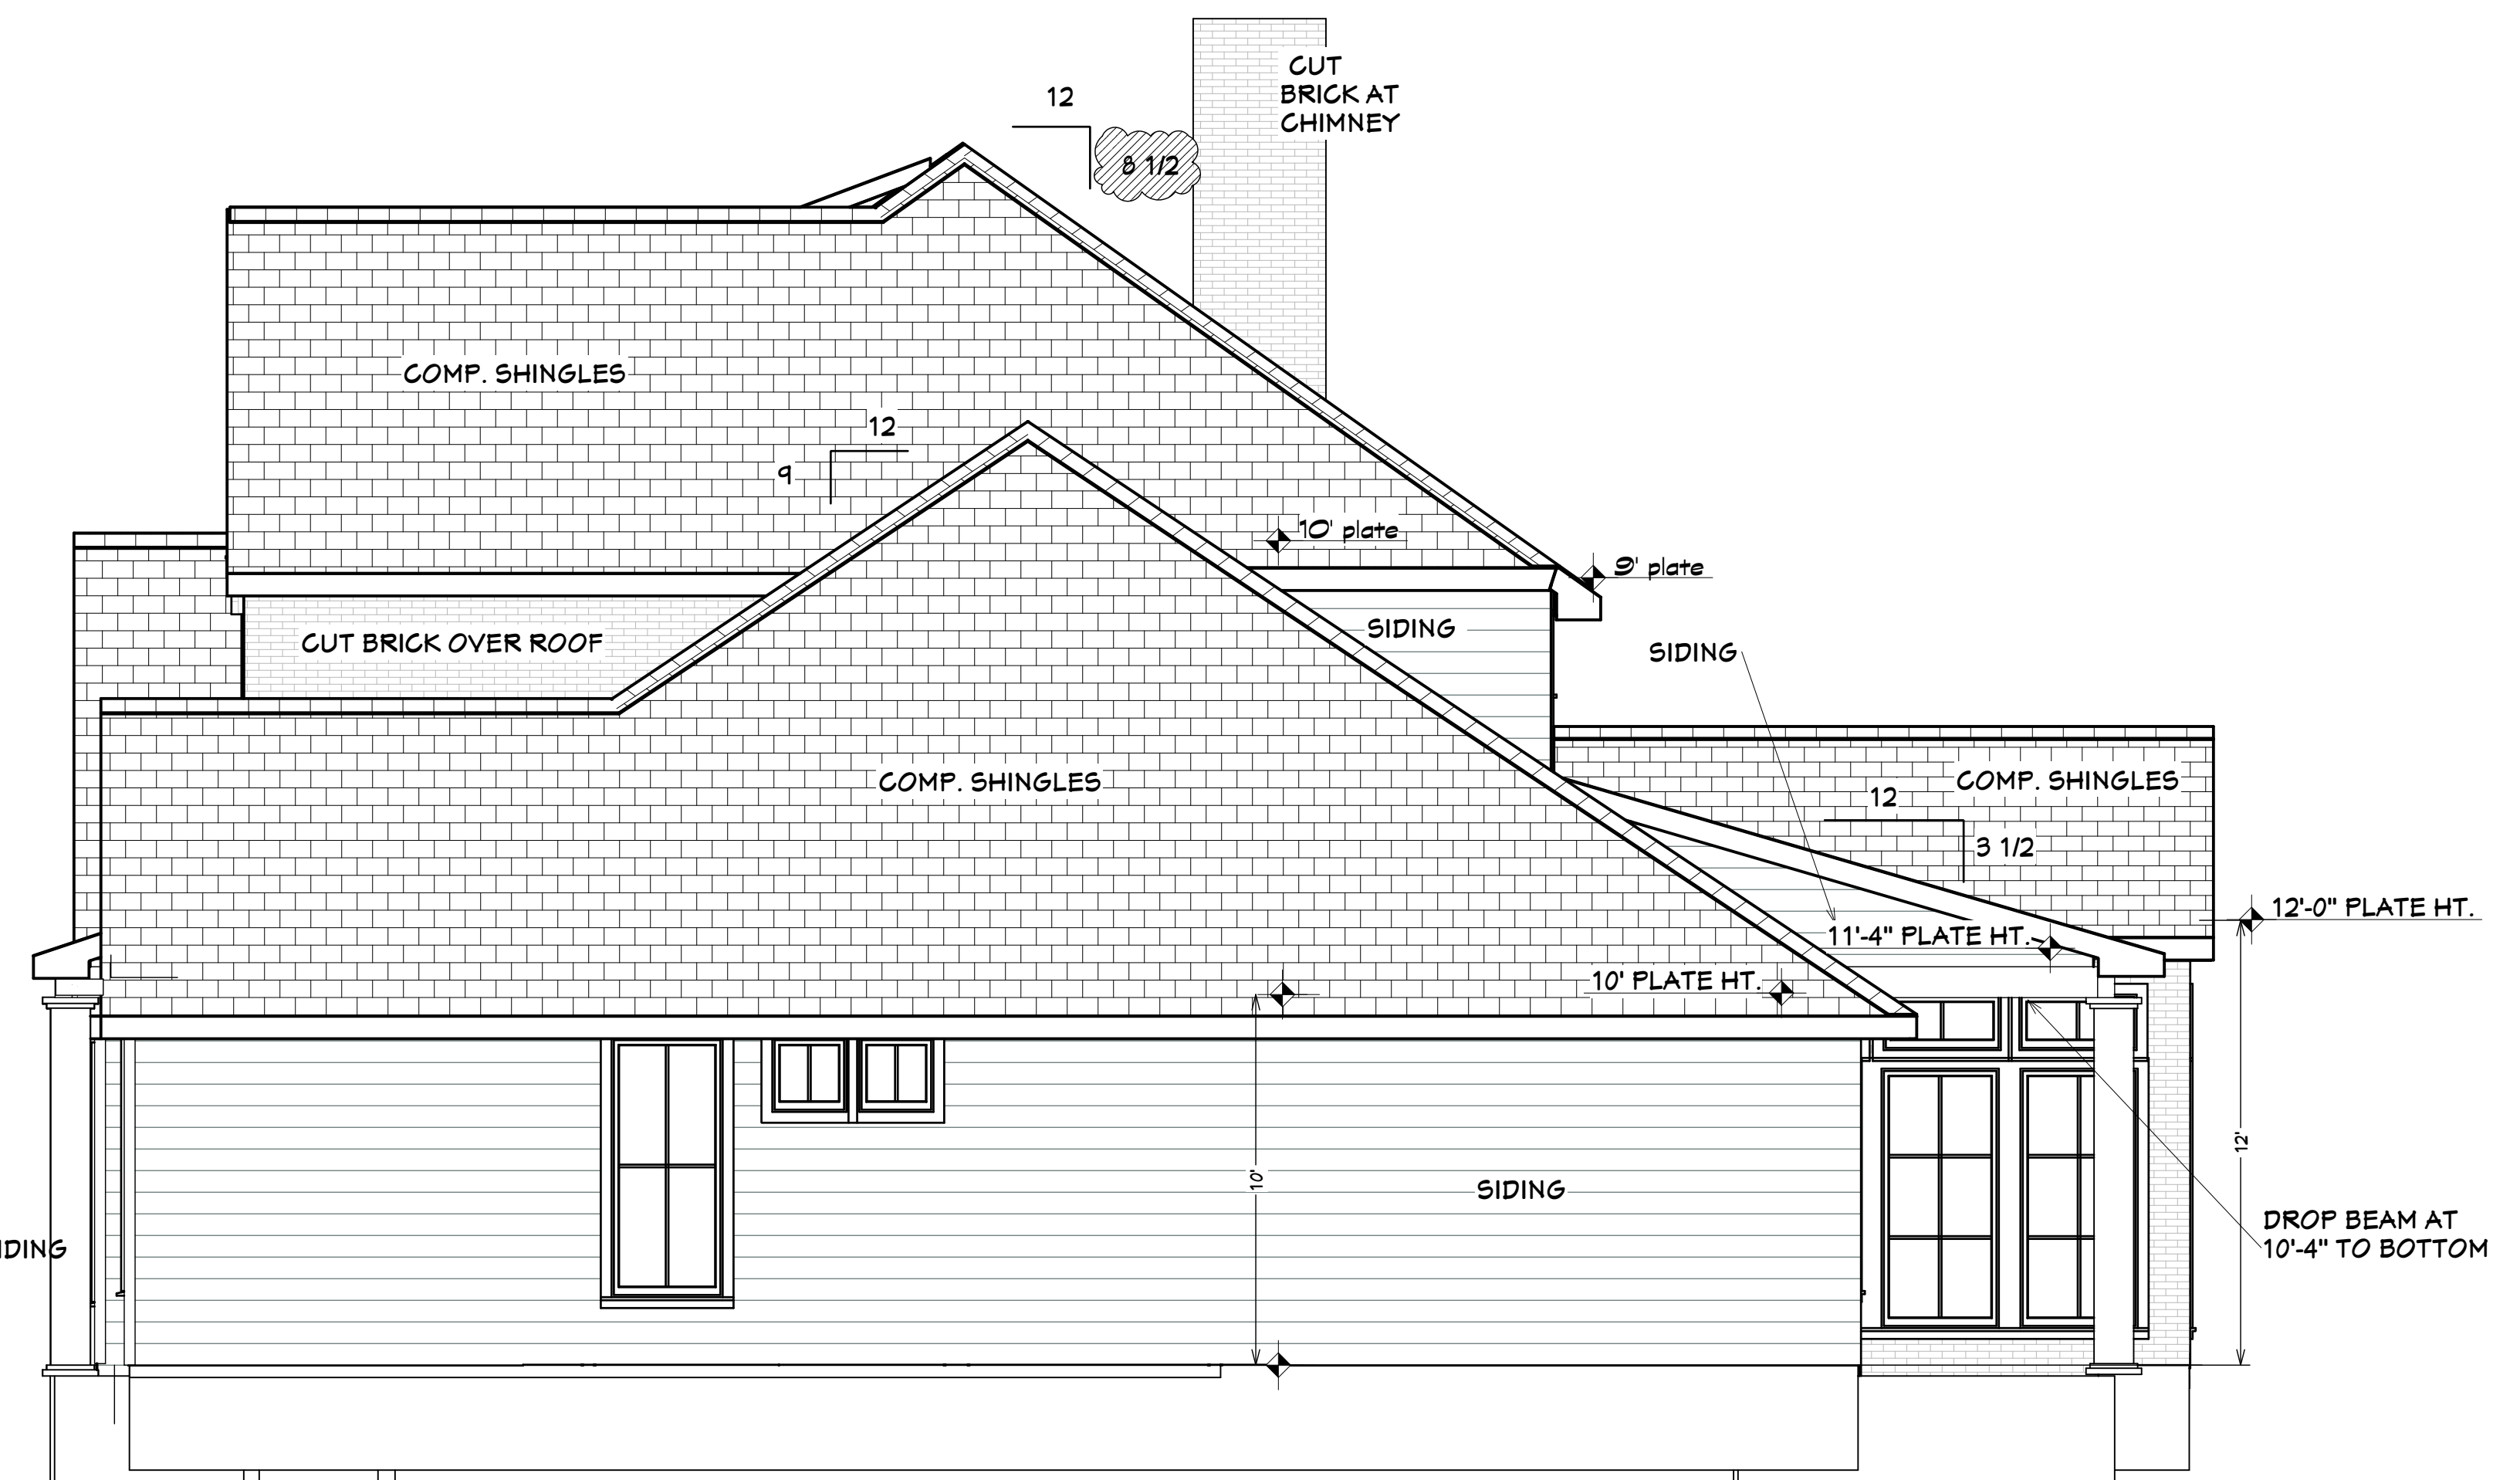 CUT
BRICK AT
CHIMNEY
12
8 1/2
COMP. SHINGLES
12
9
10' plate
9' plate
CUT BRICK OVER ROOF
SIDING
SIDING
COMP. SHINGLES
COMP. SHINGLES
12
3 1/2
12'-0" PLATE HT.
11'-4" PLATE HT.
10' PLATE HT.
12'
10'
SIDING
DROP BEAM AT
10'-4" TO BOTTOM
IDING